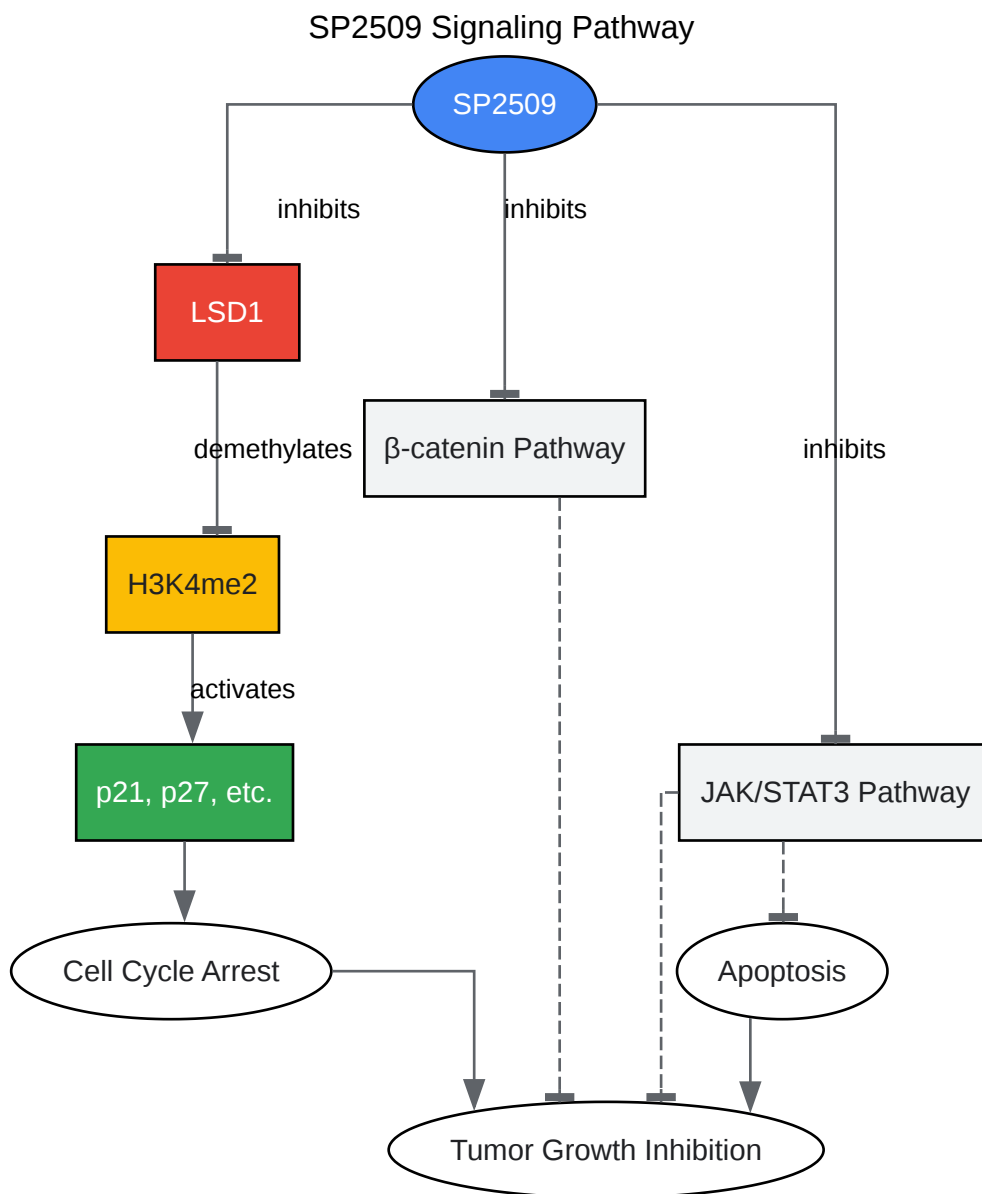 SP2509 Signaling Pathway
SP2509
inhibits
inhibits
LSD1
demethylates
β-catenin Pathway
inhibits
H3K4me2
activates
p21, p27, etc.
JAK/STAT3 Pathway
Cell Cycle Arrest
Apoptosis
Tumor Growth Inhibition